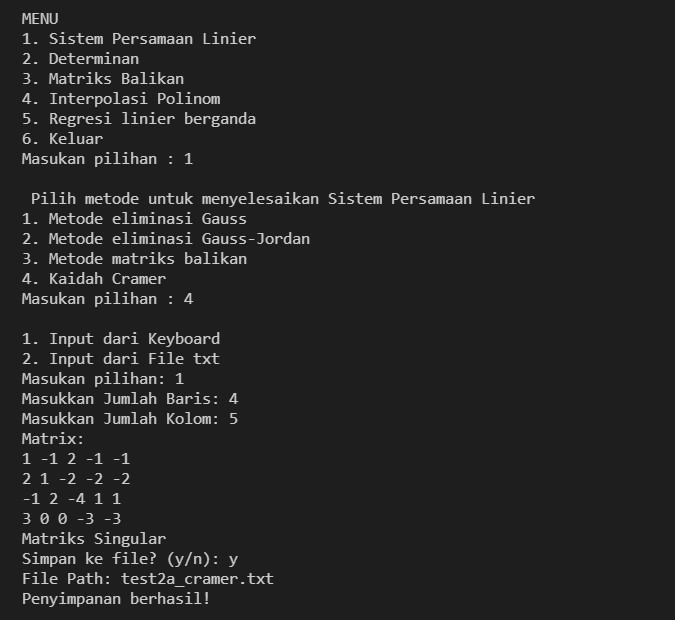 MENU
1. Sistem Persamaan Linier
2. Determinan
3. Matriks Balikan
4. Interpolasi Polinom
5. Regresi linier berganda
6. Keluar
Masukan pilihan : 1
Pilih metode untuk menyelesaikan Sistem Persamaan Linier
1. Metode eliminasi Gauss
2. Metode eliminasi Gauss-Jordan
3. Metode matriks balikan
4. Kaidah Cramer
Masukan pilihan : 4
1. Input dari Keyboard
2. Input dari File txt
Masukan pilihan: 1
Masukkan Jumlah Baris: 4
Masukkan Jumlah Kolom: 5
Matrix:
1 -1 2 -1 -1
2 1 -2 -2 -2
-1 2 -4 1 1
3 0 0 -3 -3
Matriks Singular
Simpan ke file? (y/n): y
File Path: test2a_cramer.txt
Penyimpanan berhasil!